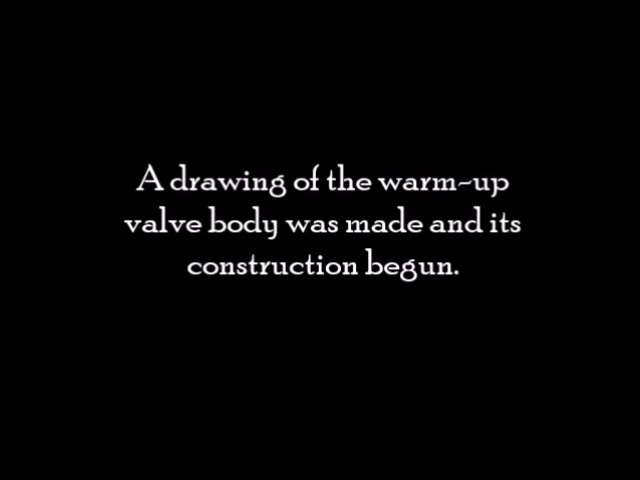 A drawing of the warm-up
valve body was made and its
construction begun.